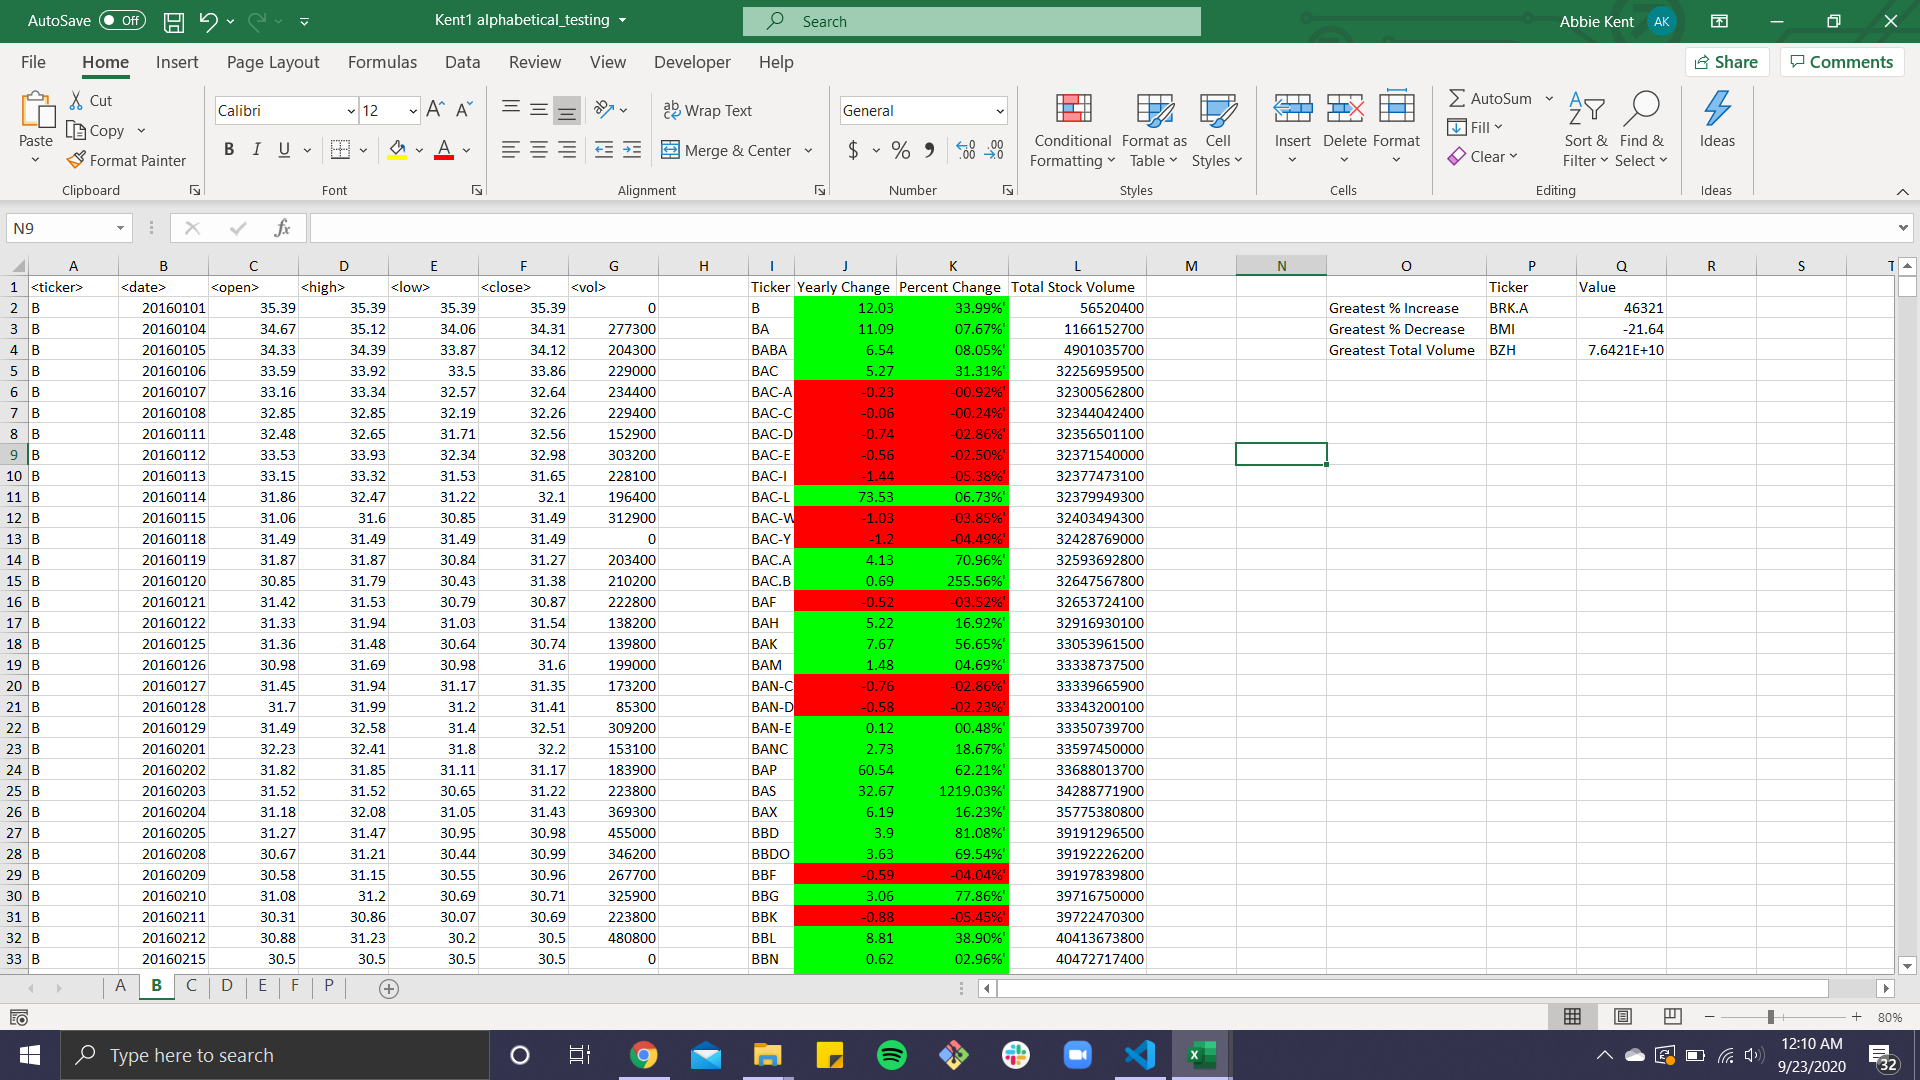 AutoSave Off Kent1 alphabetical_testing Search Abbie Kent AK
File Home Insert Page Layout Formulas Data Review View Developer Help Share Comments
Cut
Copy
Format Painter
Paste
Calibri 12
B I U A
Wrap Text
Merge & Center
General
$ % 9
Conditional Formatting
Format as Table
Cell Styles
Insert Delete Format
AutoSum
Fill
Clear
Sort & Filter
Find & Select
Ideas
Clipboard Font Alignment Number Styles Cells Editing Ideas
N9 fx
A B C D E F G H I J K L M N O P Q R S T
1 <ticker> <date> <open> <high> <low> <close> <vol> Ticker Yearly Change Percent Change Total Stock Volume Ticker Value
2 B 20160101 35.39 35.39 35.39 35.39 0 B 12.03 33.99%' 56520400 Greatest % Increase BRK.A 46321
3 B 20160104 34.67 35.12 34.06 34.31 277300 BA 11.09 07.67%' 1166152700 Greatest % Decrease BMI -21.64
4 B 20160105 34.33 34.39 33.87 34.12 204300 BABA 6.54 08.05%' 4901035700 Greatest Total Volume BZH 7.6421E+10
5 B 20160106 33.59 33.92 33.5 33.86 229000 BAC 5.27 31.31%' 32256959500
6 B 20160107 33.16 33.34 32.57 32.64 234400 BAC-A -0.23 -00.92%' 32300562800
7 B 20160108 32.85 32.85 32.19 32.26 229400 BAC-C -0.06 -00.24%' 32344042400
8 B 20160111 32.48 32.65 31.71 32.56 152900 BAC-D -0.74 -02.86%' 32356501100
9 B 20160112 33.53 33.93 32.34 32.98 303200 BAC-E -0.56 -02.50%' 32371540000
10 B 20160113 33.15 33.32 31.53 31.65 228100 BAC-I -1.44 -05.38%' 32377473100
11 B 20160114 31.86 32.47 31.22 32.1 196400 BAC-L 73.53 06.73%' 32379949300
12 B 20160115 31.06 31.6 30.85 31.49 312900 BAC-W -1.03 -03.85%' 32403494300
13 B 20160118 31.49 31.49 31.49 31.49 0 BAC-Y -1.2 -04.49%' 32428769000
14 B 20160119 31.87 31.87 30.84 31.27 203400 BAC.A 4.13 70.96%' 32593692800
15 B 20160120 30.85 31.79 30.43 31.38 210200 BAC.B 0.69 255.56%' 32647567800
16 B 20160121 31.42 31.53 30.79 30.87 222800 BAF -0.52 -03.52%' 32653724100
17 B 20160122 31.33 31.94 31.03 31.54 138200 BAH 5.22 16.92%' 32916930100
18 B 20160125 31.36 31.48 30.64 30.74 139800 BAK 7.67 56.65%' 33053961500
19 B 20160126 30.98 31.69 30.98 31.6 199000 BAM 1.48 04.69%' 33338737500
20 B 20160127 31.45 31.94 31.17 31.35 173200 BAN-C -0.76 -02.86%' 33339665900
21 B 20160128 31.7 31.99 31.2 31.41 85300 BAN-D -0.58 -02.23%' 33343200100
22 B 20160129 31.49 32.58 31.4 32.51 309200 BAN-E 0.12 00.48%' 33350739700
23 B 20160201 32.23 32.41 31.8 32.2 153100 BANC 2.73 18.67%' 33597450000
24 B 20160202 31.82 31.85 31.11 31.17 183900 BAP 60.54 62.21%' 33688013700
25 B 20160203 31.52 31.52 30.65 31.22 223800 BAS 32.67 1219.03%' 34288771900
26 B 20160204 31.18 32.08 31.05 31.43 369300 BAX 6.19 16.23%' 35775380800
27 B 20160205 31.27 31.47 30.95 30.98 455000 BBD 3.9 81.08%' 39191296500
28 B 20160208 30.67 31.21 30.44 30.99 346200 BBDO 3.63 69.54%' 39192226200
29 B 20160209 30.58 31.15 30.55 30.96 267700 BBF -0.59 -04.04%' 39197839800
30 B 20160210 31.08 31.2 30.69 30.71 325900 BBG 3.06 77.86%' 39716750000
31 B 20160211 30.31 30.86 30.07 30.69 223800 BBK -0.88 -05.45%' 39722470300
32 B 20160212 30.88 31.23 30.2 30.5 480800 BBL 8.81 38.90%' 40413673800
33 B 20160215 30.5 30.5 30.5 30.5 0 BBN 0.62 02.96%' 40472717400
A B C D E F P
80%
Type here to search
12:10 AM
9/23/2020
32